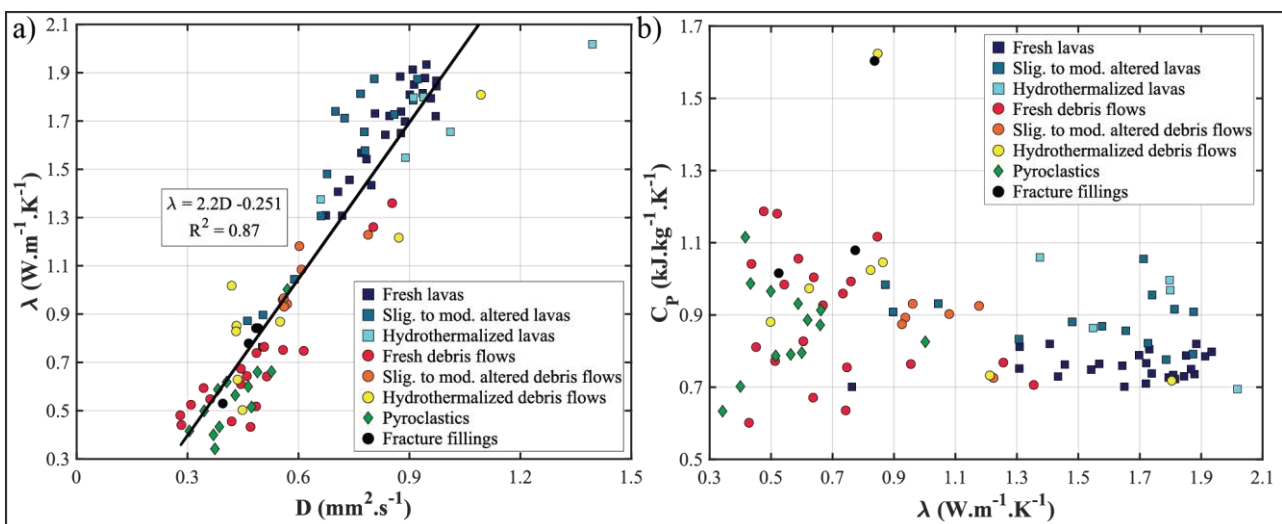 a)
2.1
1.9
1.7
1.5
1.3
1.1
0.9
0.7
0.5
0.3
λ (W.m⁻¹.K⁻¹)
λ = 2.2D -0.251
R² = 0.87
Fresh lavas
Slig. to mod. altered lavas
Hydrothermalized lavas
Fresh debris flows
Slig. to mod. altered debris flows
Hydrothermalized debris flows
Pyroclastics
Fracture fillings
0 0.3 0.6 0.9 1.2 1.5
D (mm².s⁻¹)
b)
1.7
1.5
1.3
1.1
0.9
0.7
0.5
C_P (kJ.kg⁻¹.K⁻¹)
Fresh lavas
Slig. to mod. altered lavas
Hydrothermalized lavas
Fresh debris flows
Slig. to mod. altered debris flows
Hydrothermalized debris flows
Pyroclastics
Fracture fillings
0.3 0.5 0.7 0.9 1.1 1.3 1.5 1.7 1.9 2.1
λ (W.m⁻¹.K⁻¹)